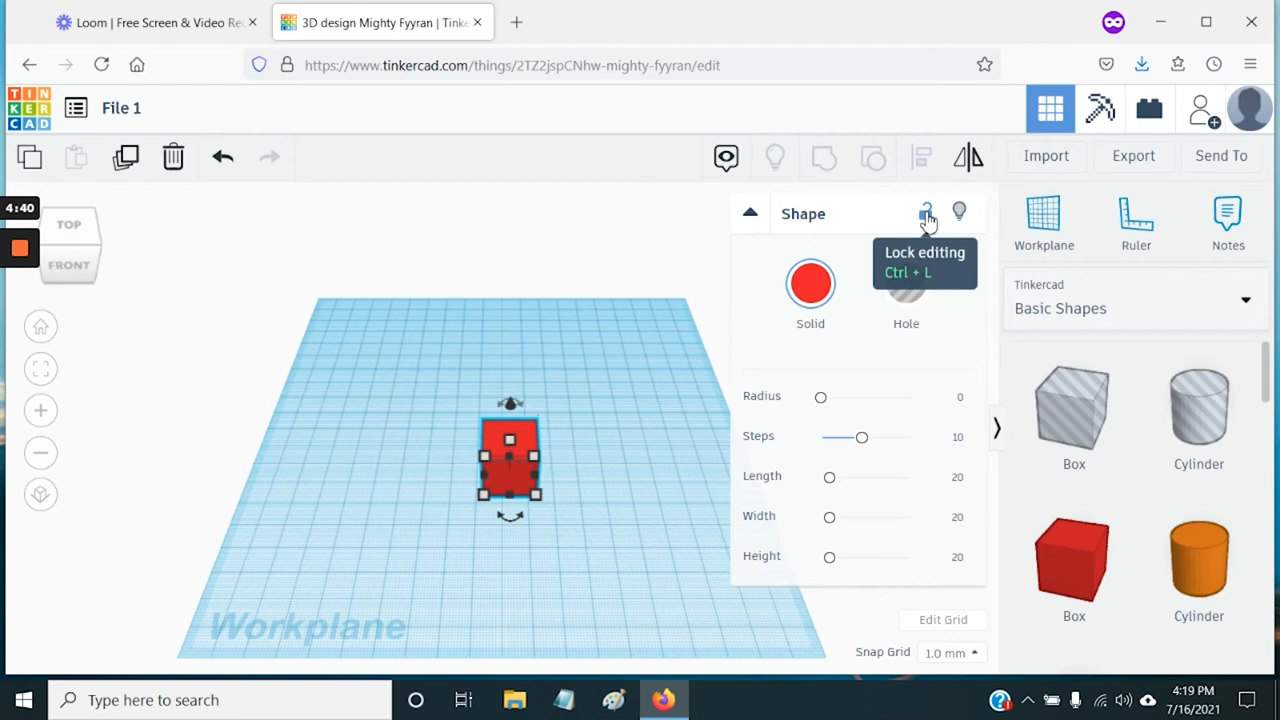 Loom | Free Screen & Video Rec
3D design Mighty Fyyran | Tinke
https://www.tinkercad.com/things/2TZ2jspCNhw-mighty-fyyran/edit
TIN
KER
CAD
File 1
Import
Export
Send To
4:40
TOP
FRONT
Shape
Lock editing
Ctrl + L
Solid
Hole
Radius 0
Steps 10
Length 20
Width 20
Height 20
Workplane
Ruler
Notes
Tinkercad
Basic Shapes
Box
Cylinder
Box
Cylinder
Workplane
Edit Grid
Snap Grid 1.0 mm
Type here to search
4:19 PM
7/16/2021